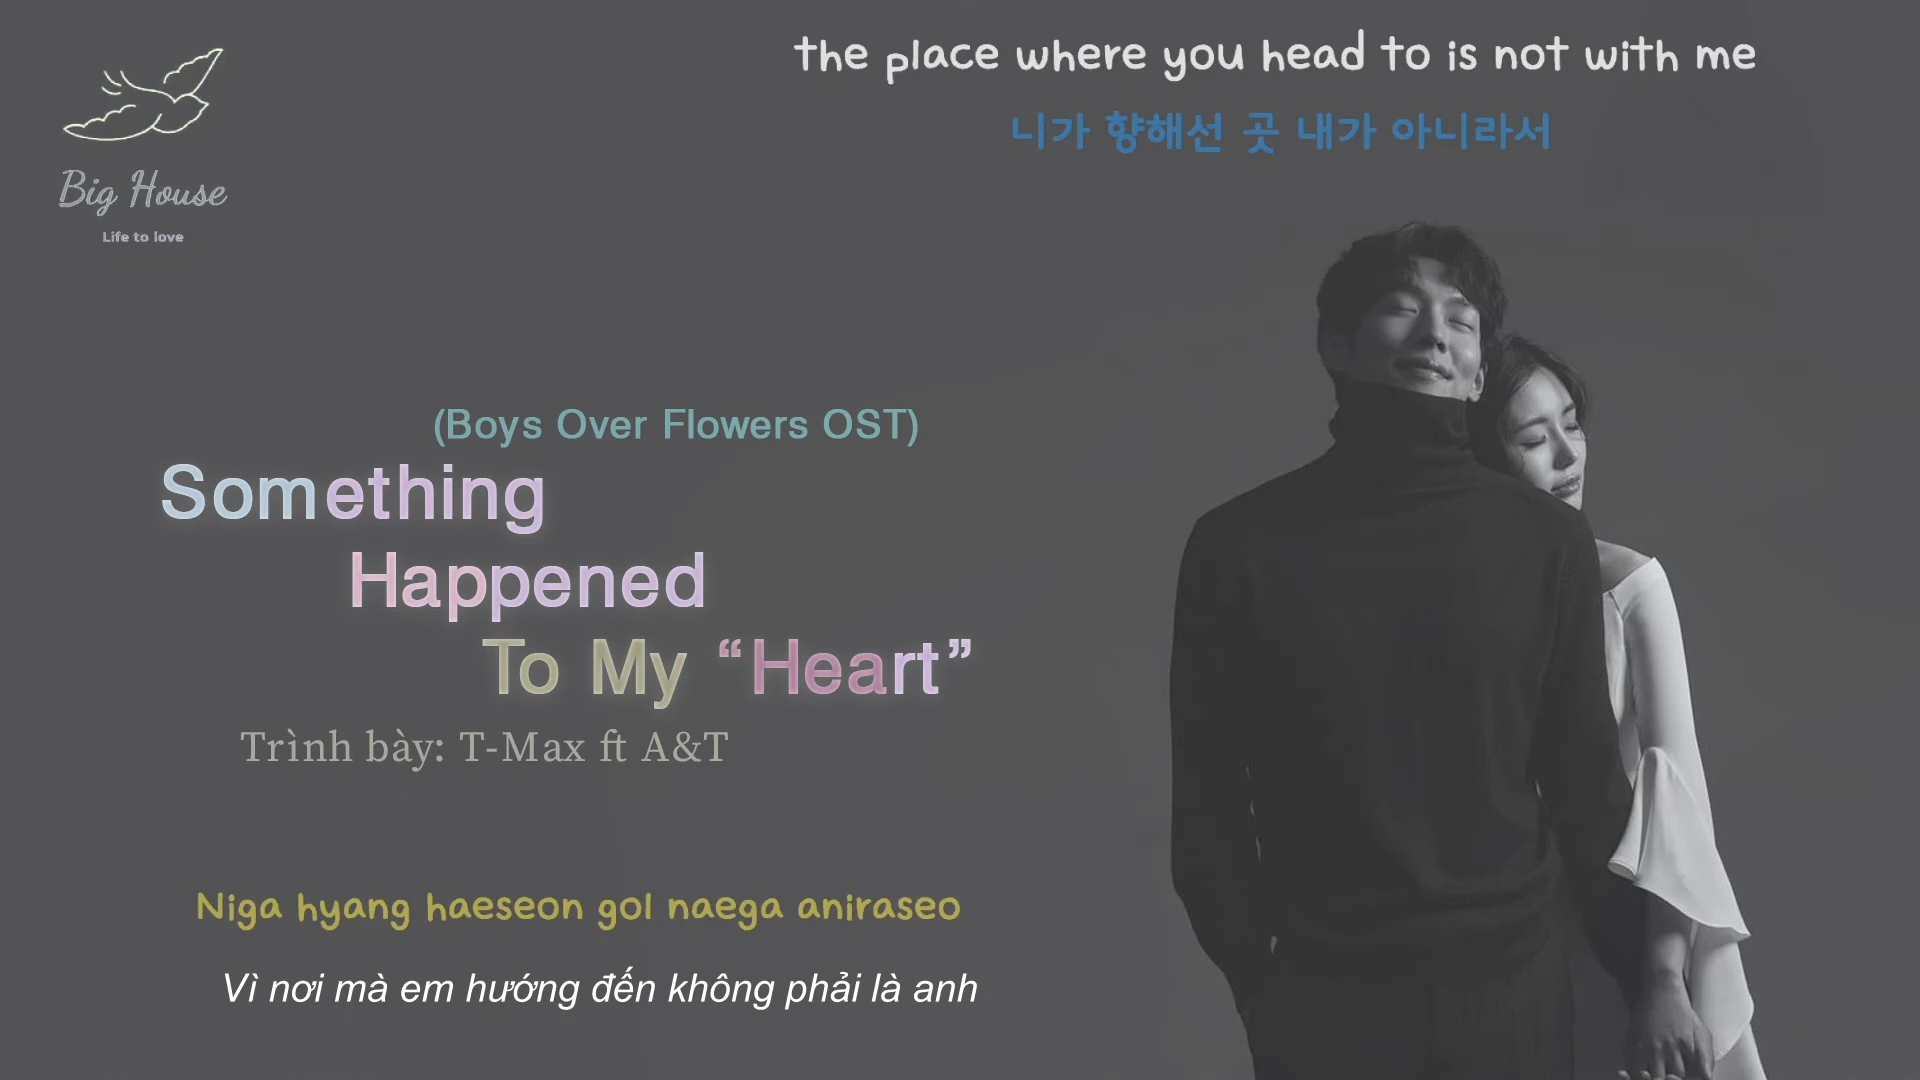 the place where you head to is not with me
니가 향해선 곳 내가 아니라서
Big House
Life to love
(Boys Over Flowers OST)
Something
Happened
To My “Heart”
Trình bày: T-Max ft A&T
Niga hyang haeseon gol naega aniraseo
Vì nơi mà em hướng đến không phải là anh